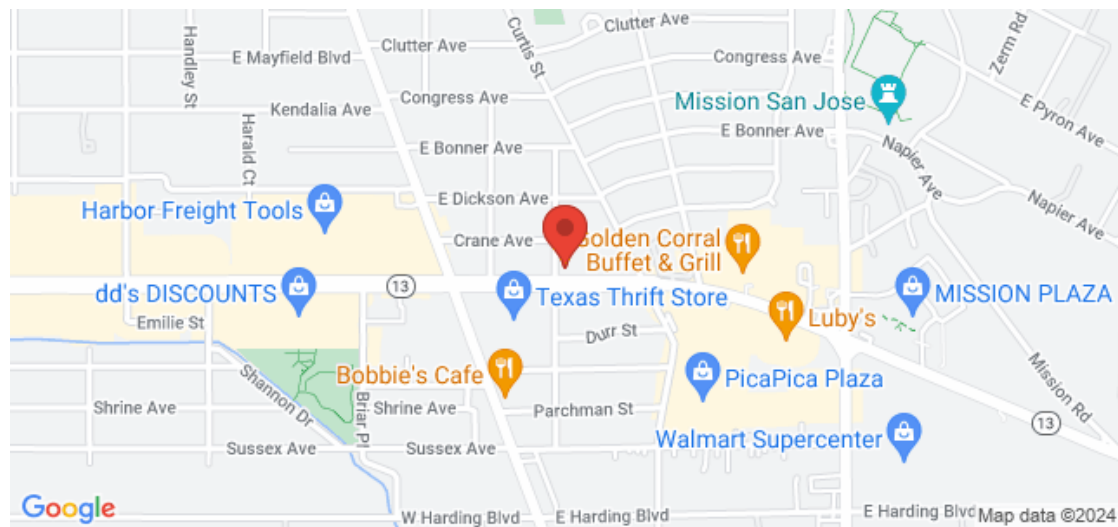 Clutter Ave
Zerm Rd
Curtis St
Handley St
Clutter Ave
E Mayfield Blvd
Congress Ave
Congress Ave
Kendalia Ave
Mission San Jose
E Pyron Ave
Harald Ct
E Bonner Ave
E Bonner Ave
Napier Ave
E Dickson Ave
Napier Ave
Harbor Freight Tools
Crane Ave
Golden Corral
Buffet & Grill
13
dd's DISCOUNTS
Texas Thrift Store
MISSION PLAZA
Emilie St
Luby's
Durr St
Bobbie's Cafe
PicaPica Plaza
Shannon Dr
Briar Pl
Mission Rd
Shrine Ave
Shrine Ave
Parchman St
13
Sussex Ave
Sussex Ave
Walmart Supercenter
Google
W Harding Blvd
E Harding Blvd
E Harding Blvd
Map data ©2024